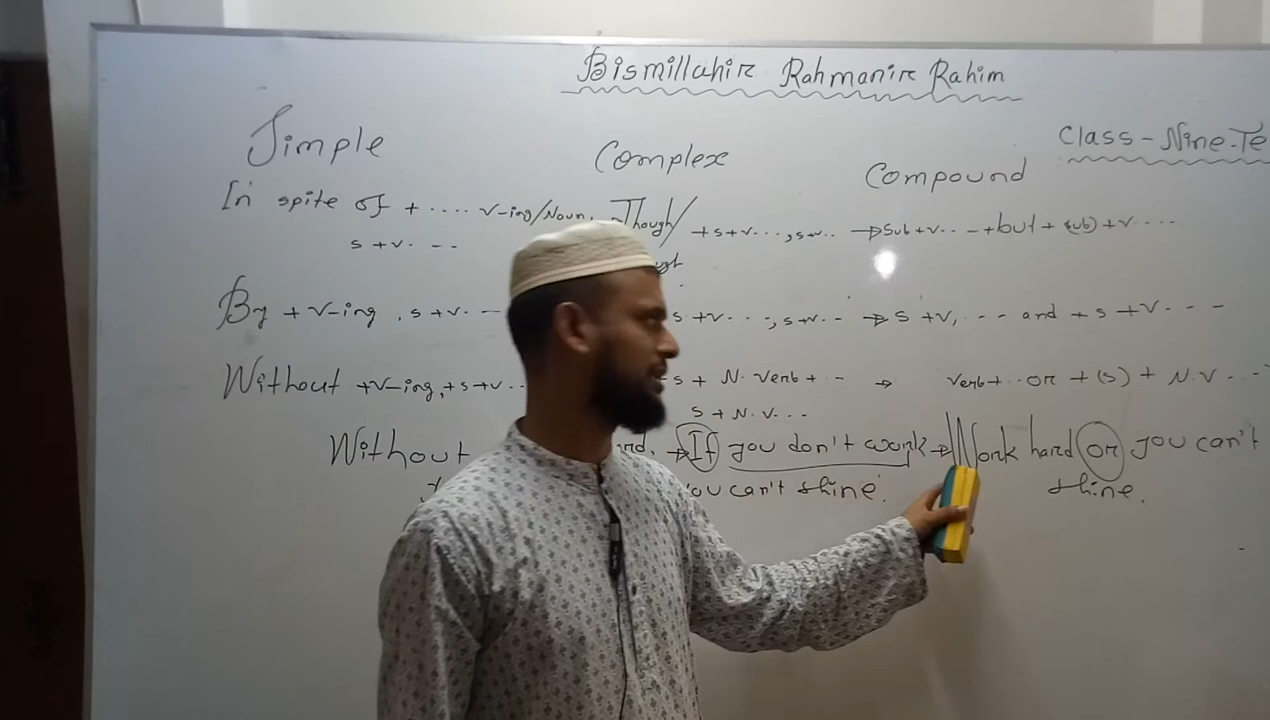 Bismillahir Rahmanir Rahim
Class - Nine-Te
Simple Complex Compound
In spite of + .... v-ing/Noun, Though/ + s+v..., s+v.. → Sub+v.. - + but + (sub) + v....
s + v. - --
By + v-ing, s+v. -- s +v. - -, s+v. -- → s +v, --- and + s +v- - -
Without +v-ing, +s+v.. s + N. verb + - → verb+ .. or + (s) + N.V ...
s + N.V...
Without rd, → If you don't work → Work hard or you can't
ou can't shine. shine.